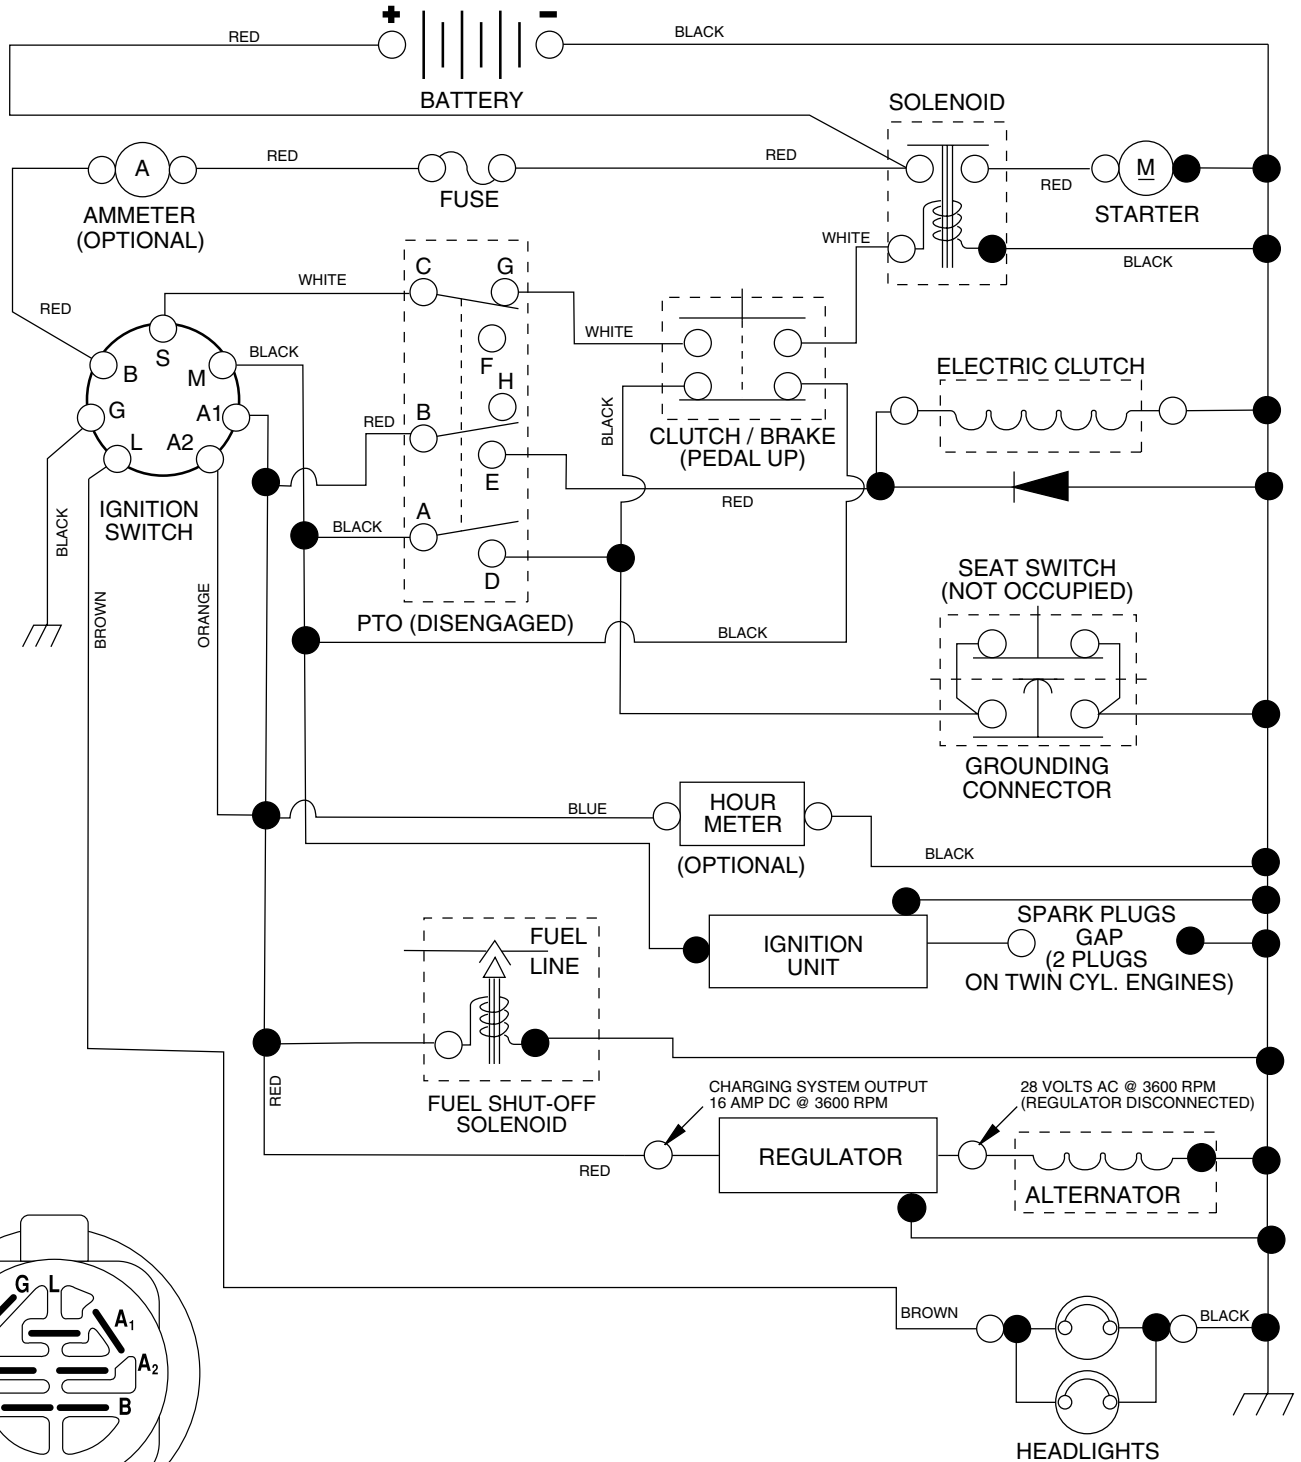 +
−
RED
BLACK
BATTERY
SOLENOID
A
RED
RED
M
RED
FUSE
AMMETER
(OPTIONAL)
STARTER
WHITE
BLACK
C
G
WHITE
RED
WHITE
S
BLACK
F
B
M
ELECTRIC CLUTCH
H
G
A1
B
RED
BLACK
CLUTCH / BRAKE
(PEDAL UP)
L
A2
E
RED
IGNITION
SWITCH
A
BLACK
BLACK
D
SEAT SWITCH
(NOT OCCUPIED)
BROWN
ORANGE
PTO (DISENGAGED)
BLACK
GROUNDING
CONNECTOR
BLUE
HOUR
METER
(OPTIONAL)
BLACK
IGNITION
UNIT
SPARK PLUGS
GAP
(2 PLUGS
ON TWIN CYL. ENGINES)
FUEL
LINE
RED
FUEL SHUT-OFF
SOLENOID
CHARGING SYSTEM OUTPUT
16 AMP DC @ 3600 RPM
28 VOLTS AC @ 3600 RPM
(REGULATOR DISCONNECTED)
RED
REGULATOR
ALTERNATOR
G L
A1
A2
B
BROWN
BLACK
HEADLIGHTS